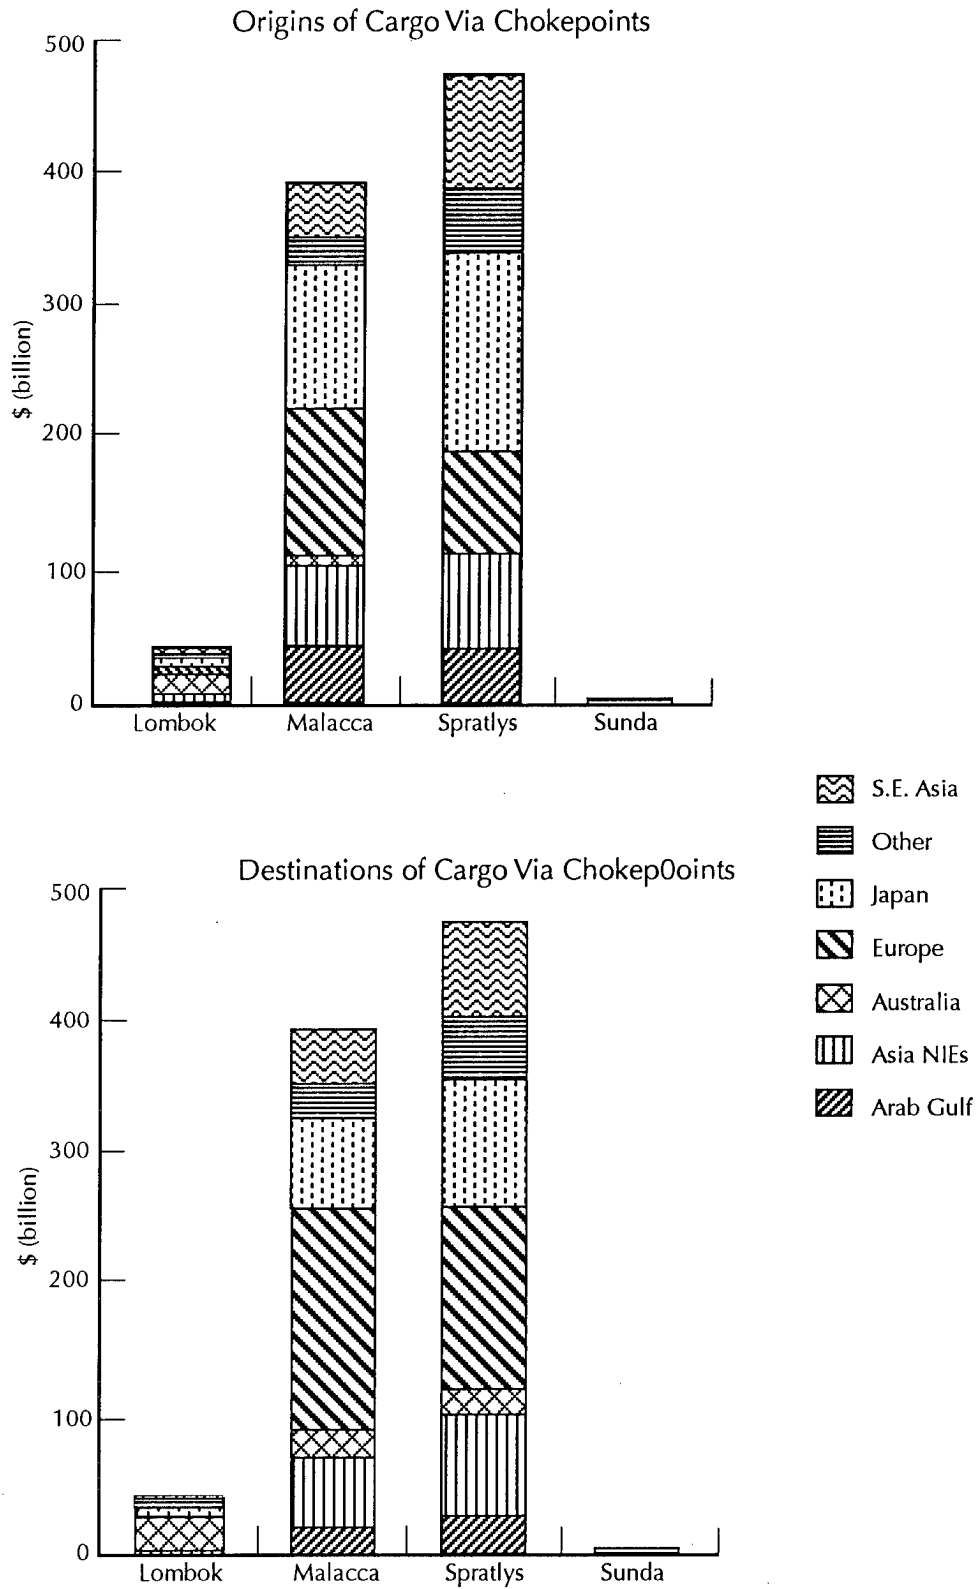 Origins of Cargo Via Chokepoints
500
400
300
200
100
0
$ (billion)
Lombok Malacca Spratlys Sunda
S.E. Asia
Other
Japan
Europe
Australia
Asia NIEs
Arab Gulf
Destinations of Cargo Via Chokep0oints
500
400
300
200
100
0
$ (billion)
Lombok Malacca Spratlys Sunda